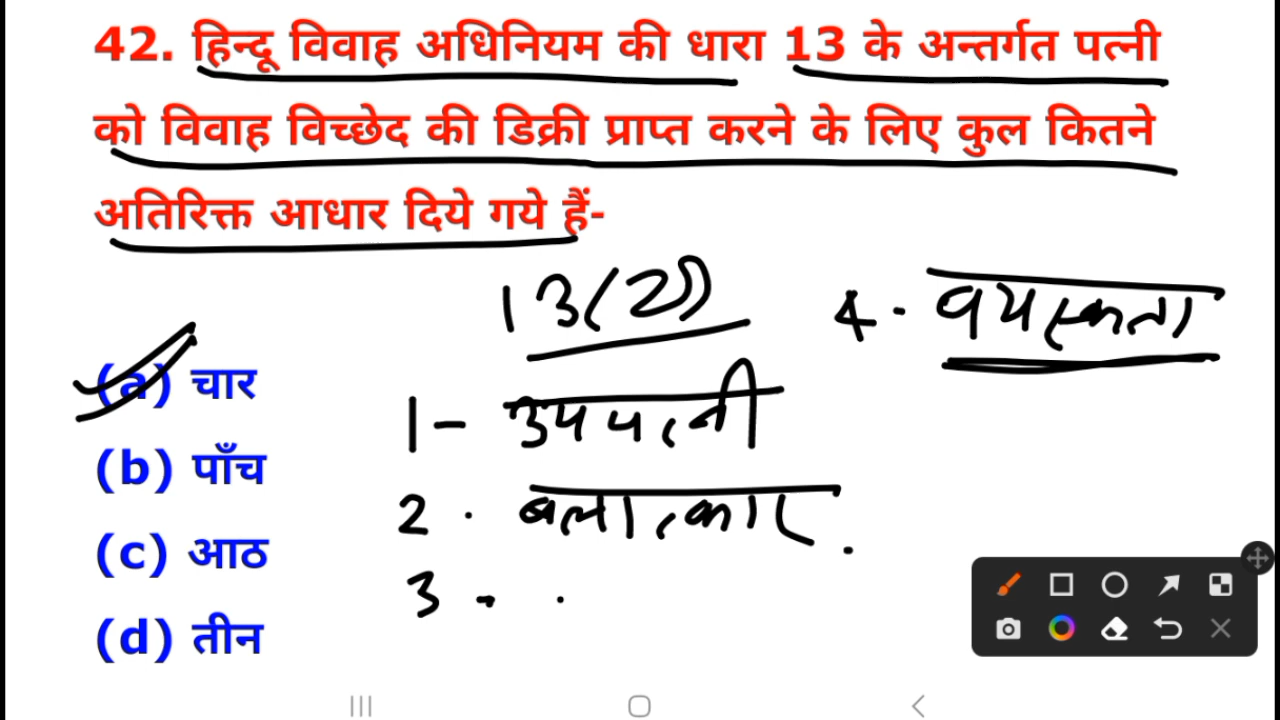 42. हिन्दू विवाह अधिनियम की धारा 13 के अन्तर्गत पत्नी
को विवाह विच्छेद की डिक्री प्राप्त करने के लिए कुल कितने
अतिरिक्त आधार दिये गये हैं-
13(2)
4. वयस्कता
(a) चार
1- उपपत्नी
(b) पाँच
2. बलात्कार.
(c) आठ
3 - .
(d) तीन